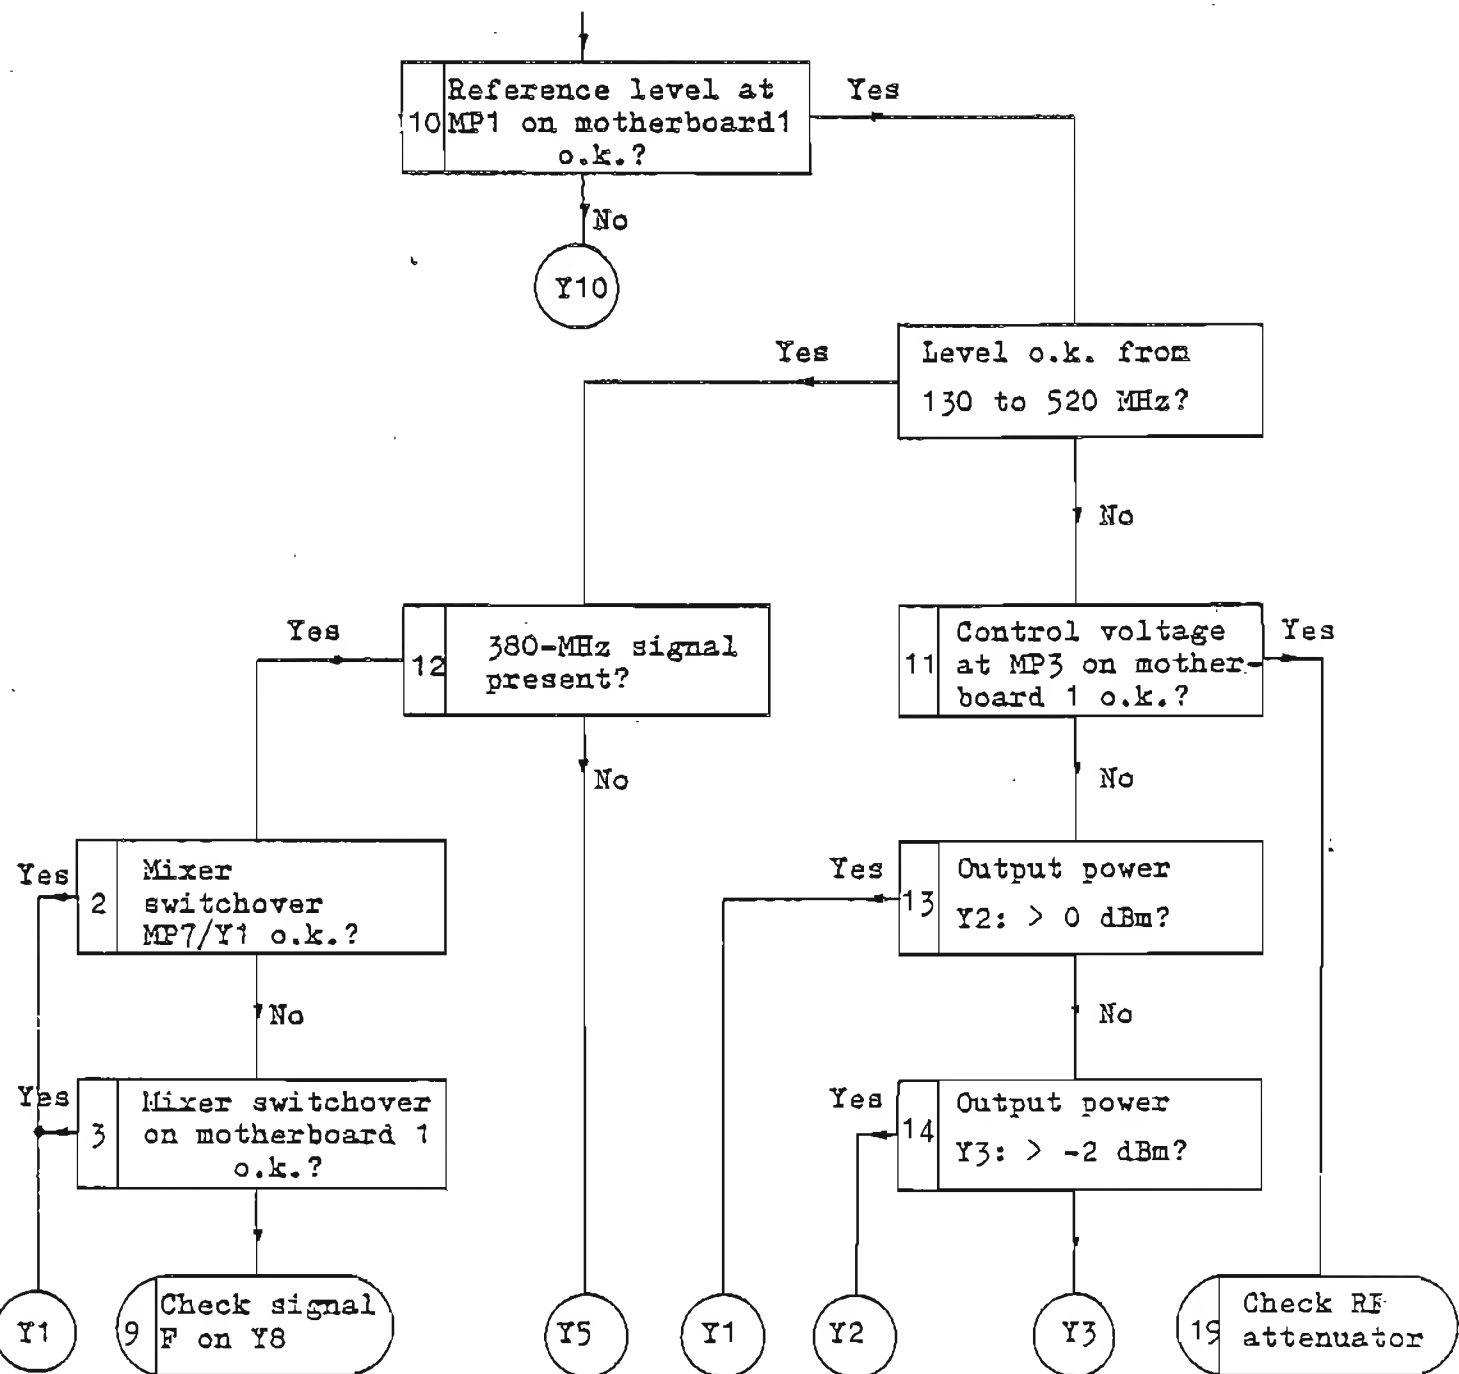 Reference level at
Yes
10 MP1 on motherboard1
o.k.?
No
Y10
Yes
Level o.k. from
130 to 520 MHz?
No
Yes
12
380-MHz signal
present?
No
Control voltage
Yes
11 at MP3 on mother-
board 1 o.k.?
No
Yes
2
Mixer
switchover
MP7/Y1 o.k.?
No
Yes
13
Output power
Y2: > 0 dBm?
No
Yes
3
Mixer switchover
on motherboard 1
o.k.?
Yes
14
Output power
Y3: > -2 dBm?
Y1
9
Check signal
F on Y8
Y5
Y1
Y2
Y3
19
Check RF
attenuator